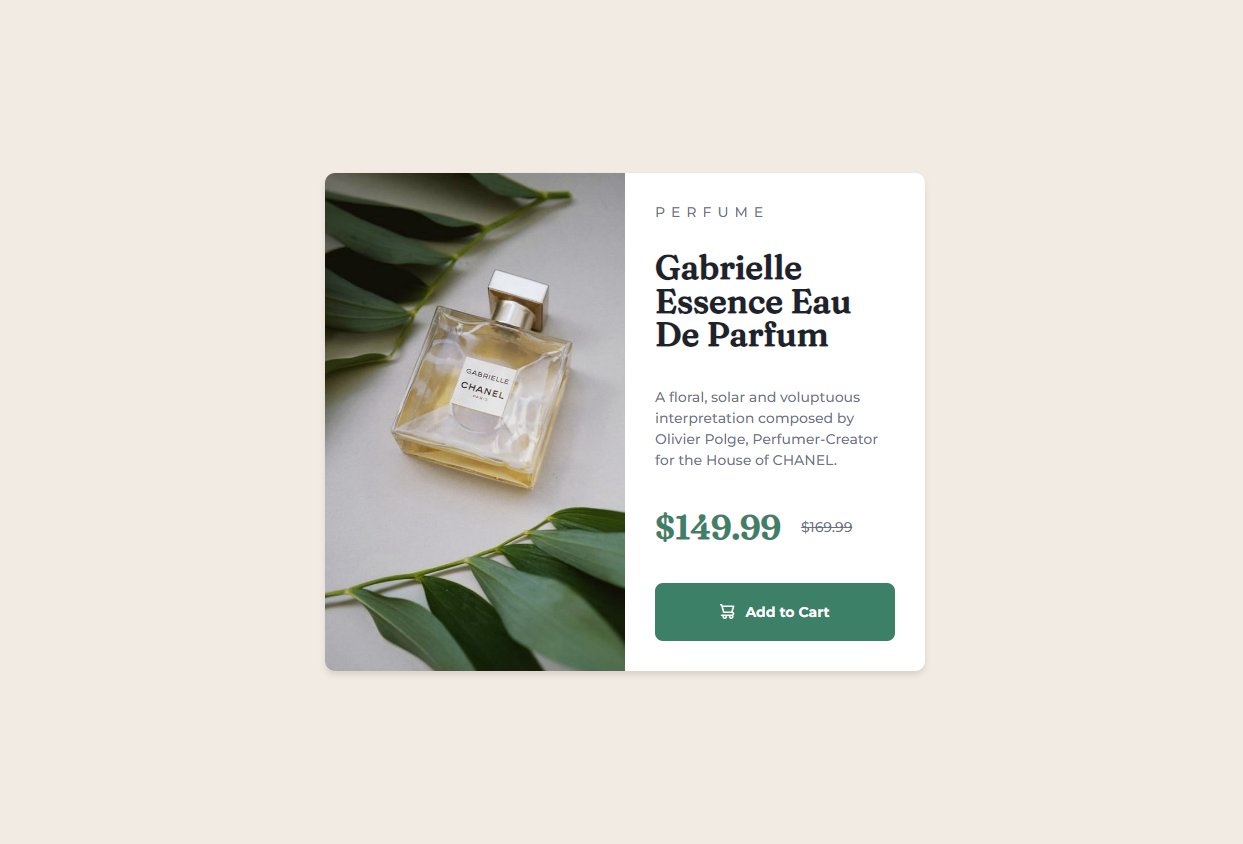 GABRIELLE
CHANEL
PARIS
PERFUME
Gabrielle
Essence Eau
De Parfum
A floral, solar and voluptuous
interpretation composed by
Olivier Polge, Perfumer-Creator
for the House of CHANEL.
$149.99 $169.99
Add to Cart